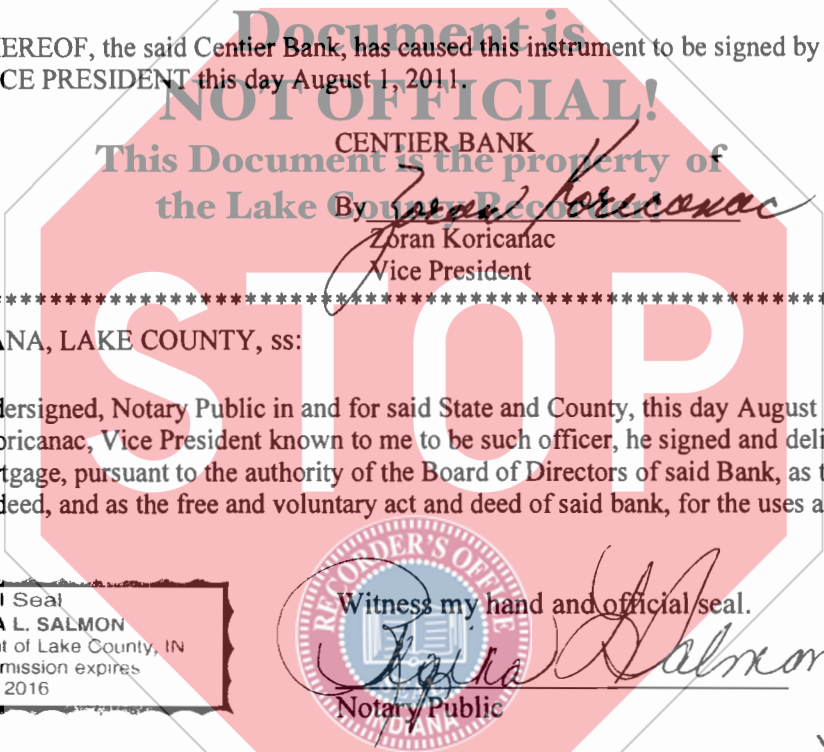 Document is
EREOF, the said Centier Bank, has caused this instrument to be signed by
CE PRESIDENT this day August 1, 2011.
NOT OFFICIAL!
CENTIER BANK
This Document is the property of
the Lake County Recorder!
By Zoran Koricanac
Zoran Koricanac
Vice President
STOP
ANA, LAKE COUNTY, ss:
dersigned, Notary Public in and for said State and County, this day August
oricanac, Vice President known to me to be such officer, he signed and deli
tgage, pursuant to the authority of the Board of Directors of said Bank, as t
deed, and as the free and voluntary act and deed of said bank, for the uses a
RECORDER'S OFFICE
l Seal
A L. SALMON
t of Lake County, IN
mission expires
2016
Witness my hand and official seal.
Salmon
Notary Public
INDIANA